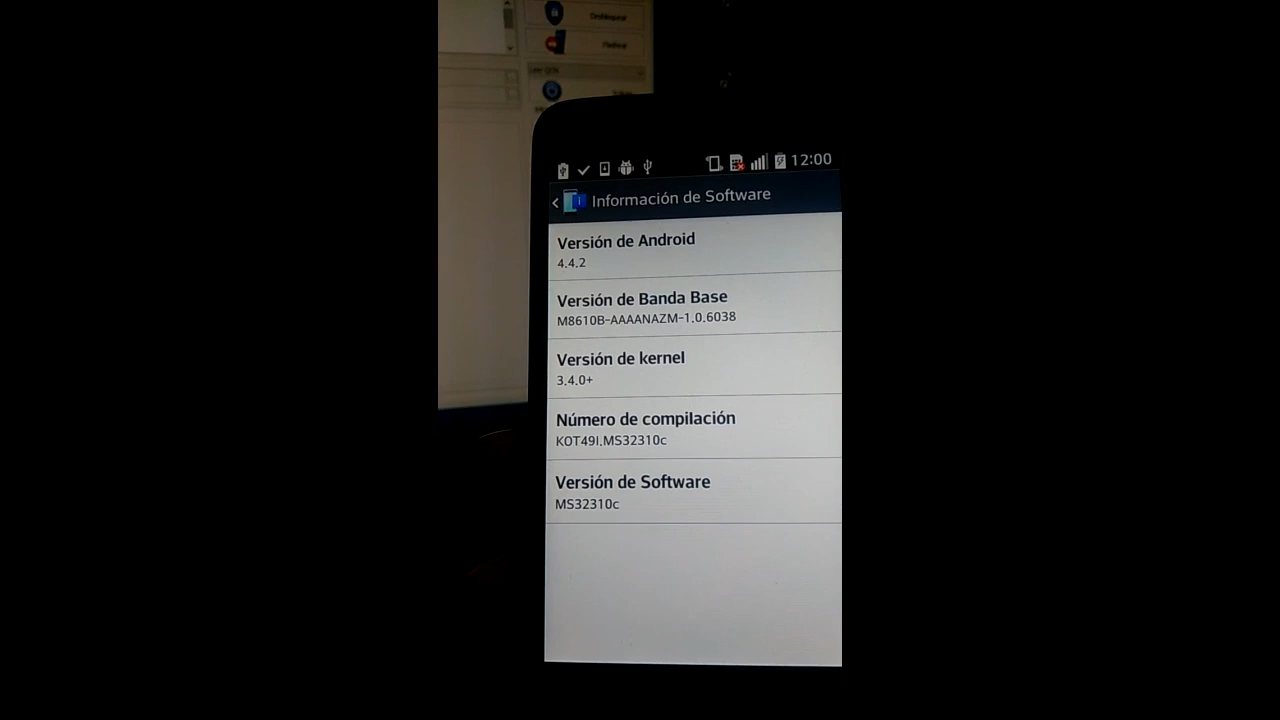 12:00
Información de Software
Versión de Android
4.4.2
Versión de Banda Base
M8610B-AAAANAZM-1.0.6038
Versión de kernel
3.4.0+
Número de compilación
KOT49I.MS32310c
Versión de Software
MS32310c